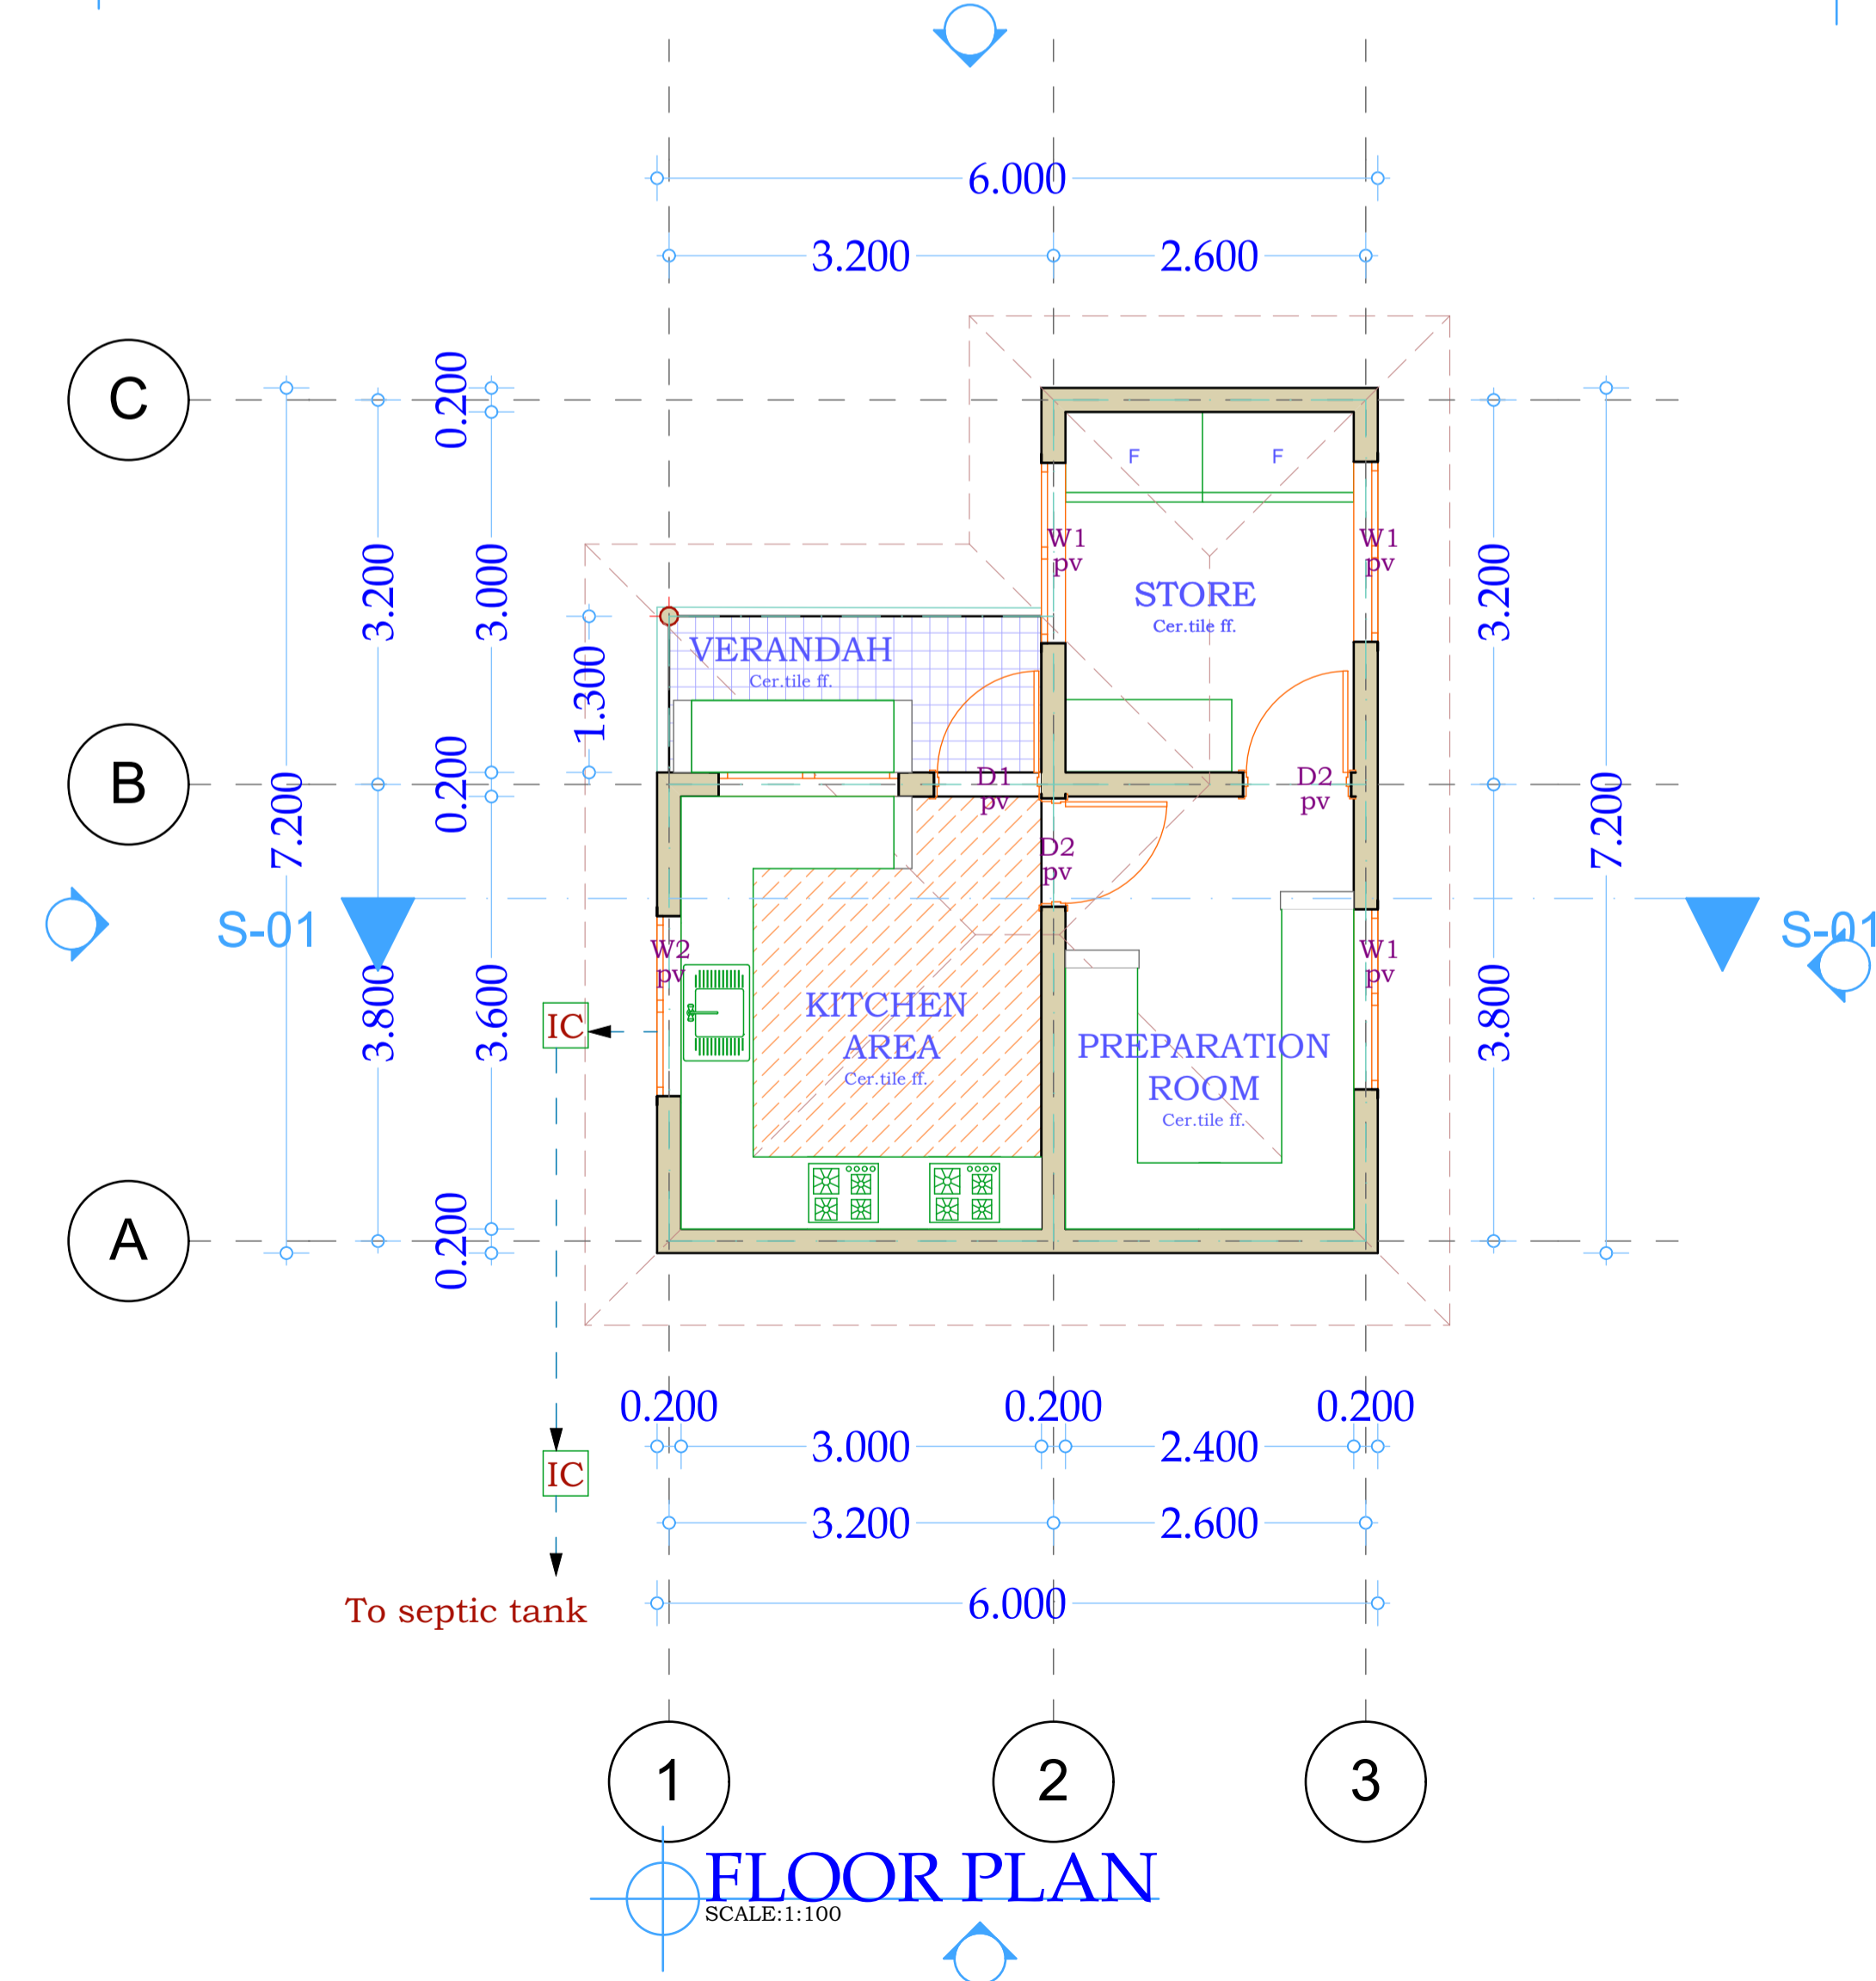 6.000
3.200
2.600
C
0.200
F
F
3.200
3.000
3.200
W1
pv
W1
pv
STORE
Cer.tile ff.
VERANDAH
Cer.tile ff.
1.300
B
7.200
0.200
D1
pv
D2
pv
7.200
D2
pv
S-01
S-01
W2
pv
W1
pv
3.800
3.600
3.800
IC
KITCHEN
AREA
Cer.tile ff.
PREPARATION
ROOM
Cer.tile ff.
A
0.200
0.200
0.200
0.200
3.000
2.400
IC
3.200
2.600
6.000
To septic tank
1
2
3
FLOOR PLAN
SCALE:1:100